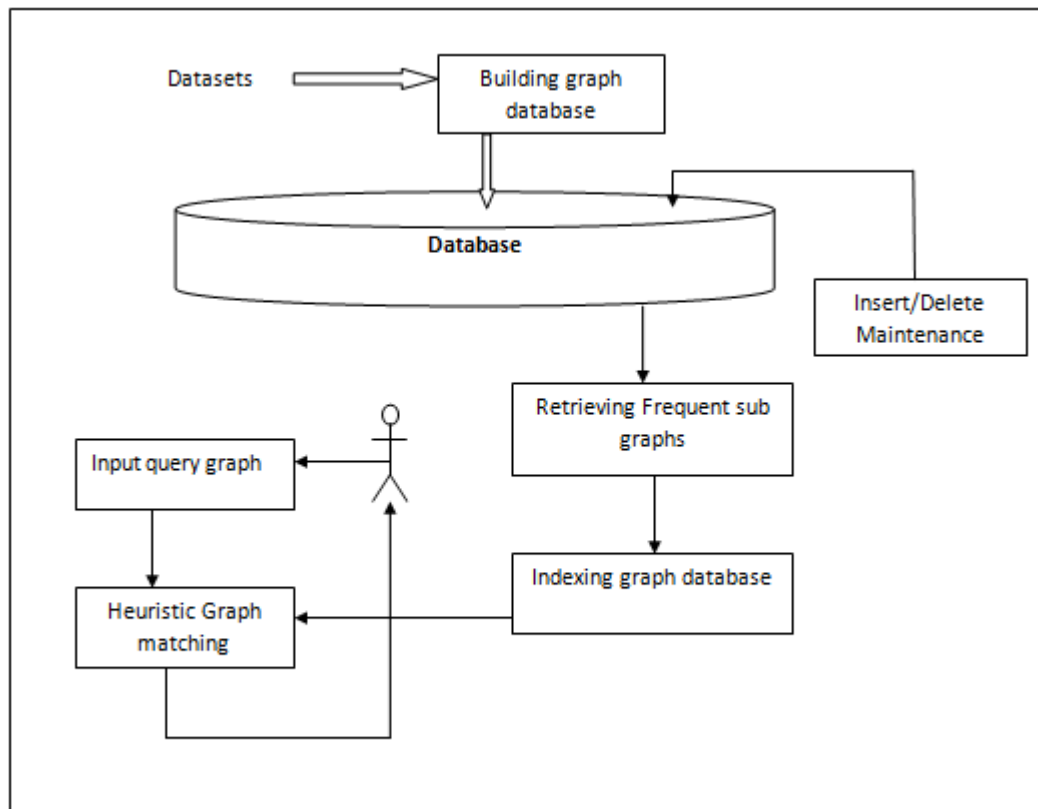 Datasets
Building graph
database
Database
Insert/Delete
Maintenance
Retrieving Frequent sub
graphs
Input query graph
Indexing graph database
Heuristic Graph
matching